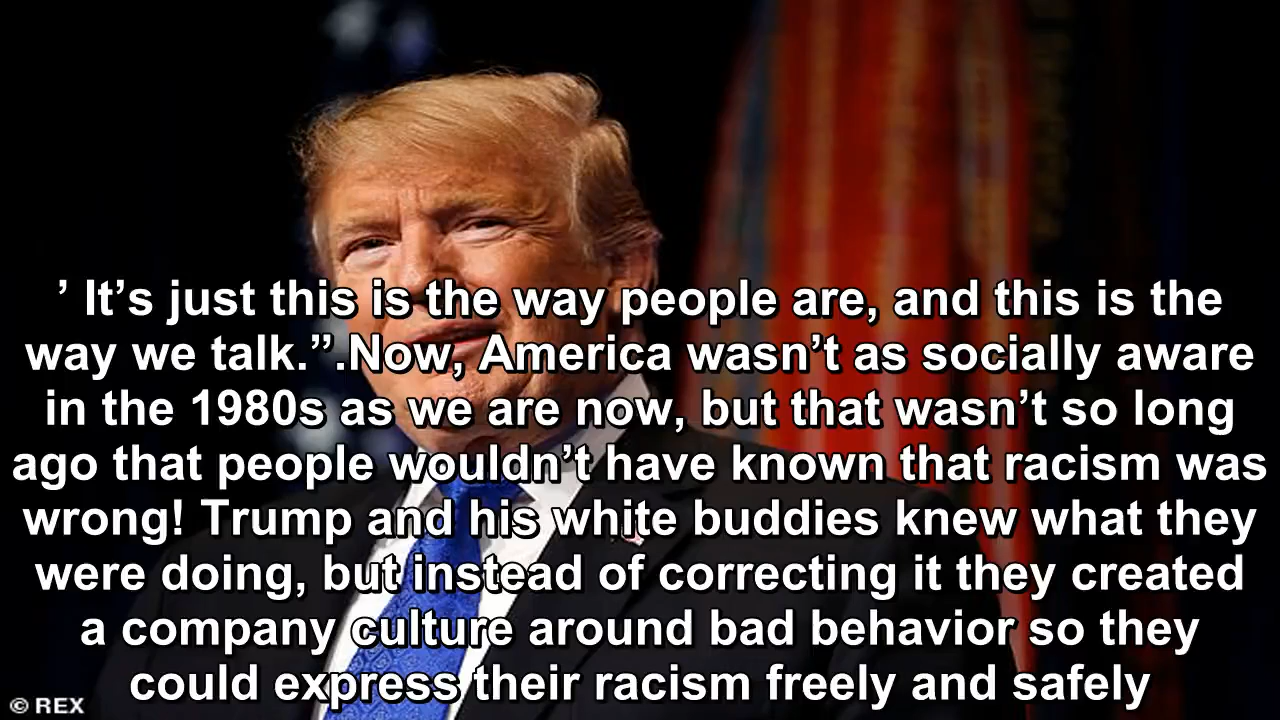 ’ It’s just this is the way people are, and this is the
way we talk.”.Now, America wasn’t as socially aware
in the 1980s as we are now, but that wasn’t so long
ago that people wouldn’t have known that racism was
wrong! Trump and his white buddies knew what they
were doing, but instead of correcting it they created
a company culture around bad behavior so they
could express their racism freely and safely
© REX